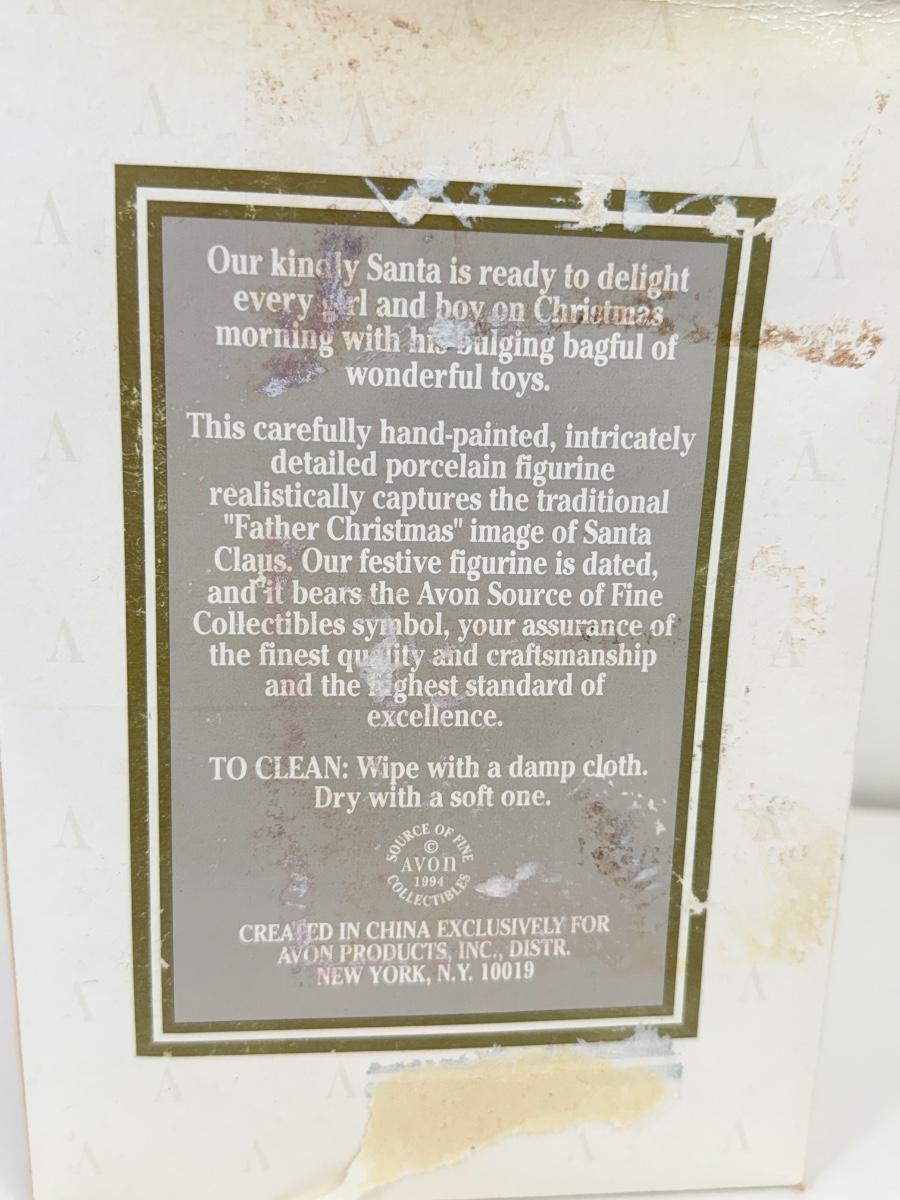 Our kindly Santa is ready to delight
every girl and boy on Christmas
morning with his bulging bagful of
wonderful toys.
This carefully hand-painted, intricately
detailed porcelain figurine
realistically captures the traditional
"Father Christmas" image of Santa
Claus. Our festive figurine is dated,
and it bears the Avon Source of Fine
Collectibles symbol, your assurance of
the finest quality and craftsmanship
and the highest standard of
excellence.
TO CLEAN: Wipe with a damp cloth.
Dry with a soft one.
SOURCE OF FINE
©
AVON
1994
COLLECTIBLES
CREATED IN CHINA EXCLUSIVELY FOR
AVON PRODUCTS, INC., DISTR.
NEW YORK, N.Y. 10019